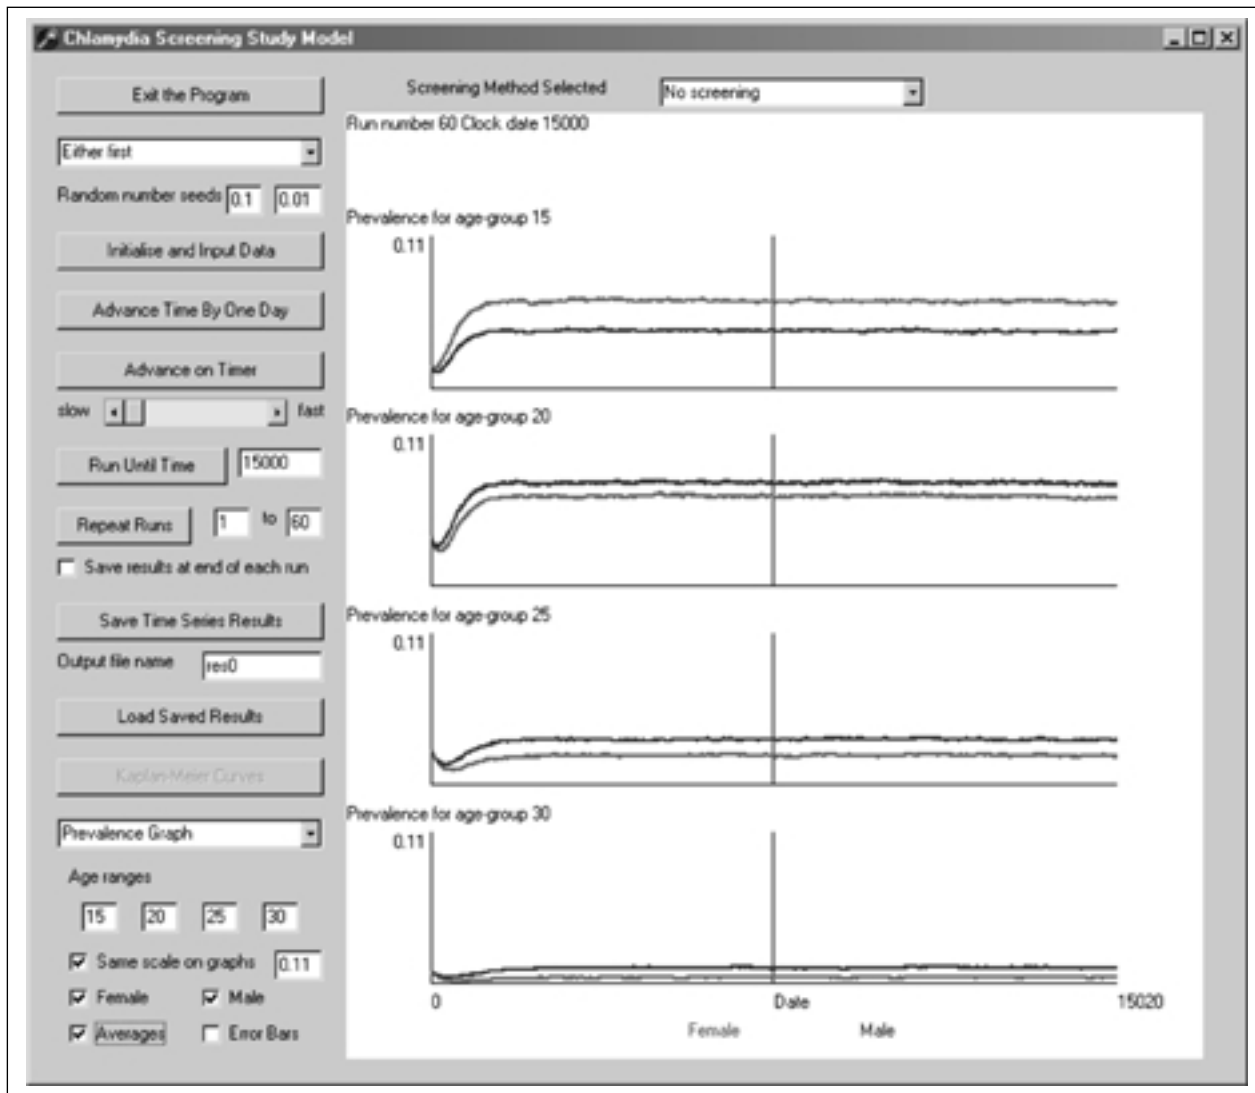 Chlamydia Screening Study Model
Exit the Program
Screening Method Selected No screening
Run number 60 Clock date 15000
Either first
Random number seeds 0.1 0.01
Initialise and Input Data
Advance Time By One Day
Advance on Timer
slow fast
Run Until Time 15000
Repeat Runs 1 to 60
Save results at end of each run
Save Time Series Results
Output file name res0
Load Saved Results
Kaplan-Meier Curves
Prevalence Graph
Age ranges
15 20 25 30
Same scale on graphs 0.11
Female Male
Averages Error Bars
Prevalence for age-group 15
0.11
Prevalence for age-group 20
0.11
Prevalence for age-group 25
0.11
Prevalence for age-group 30
0.11
0 Date 15020
Female Male